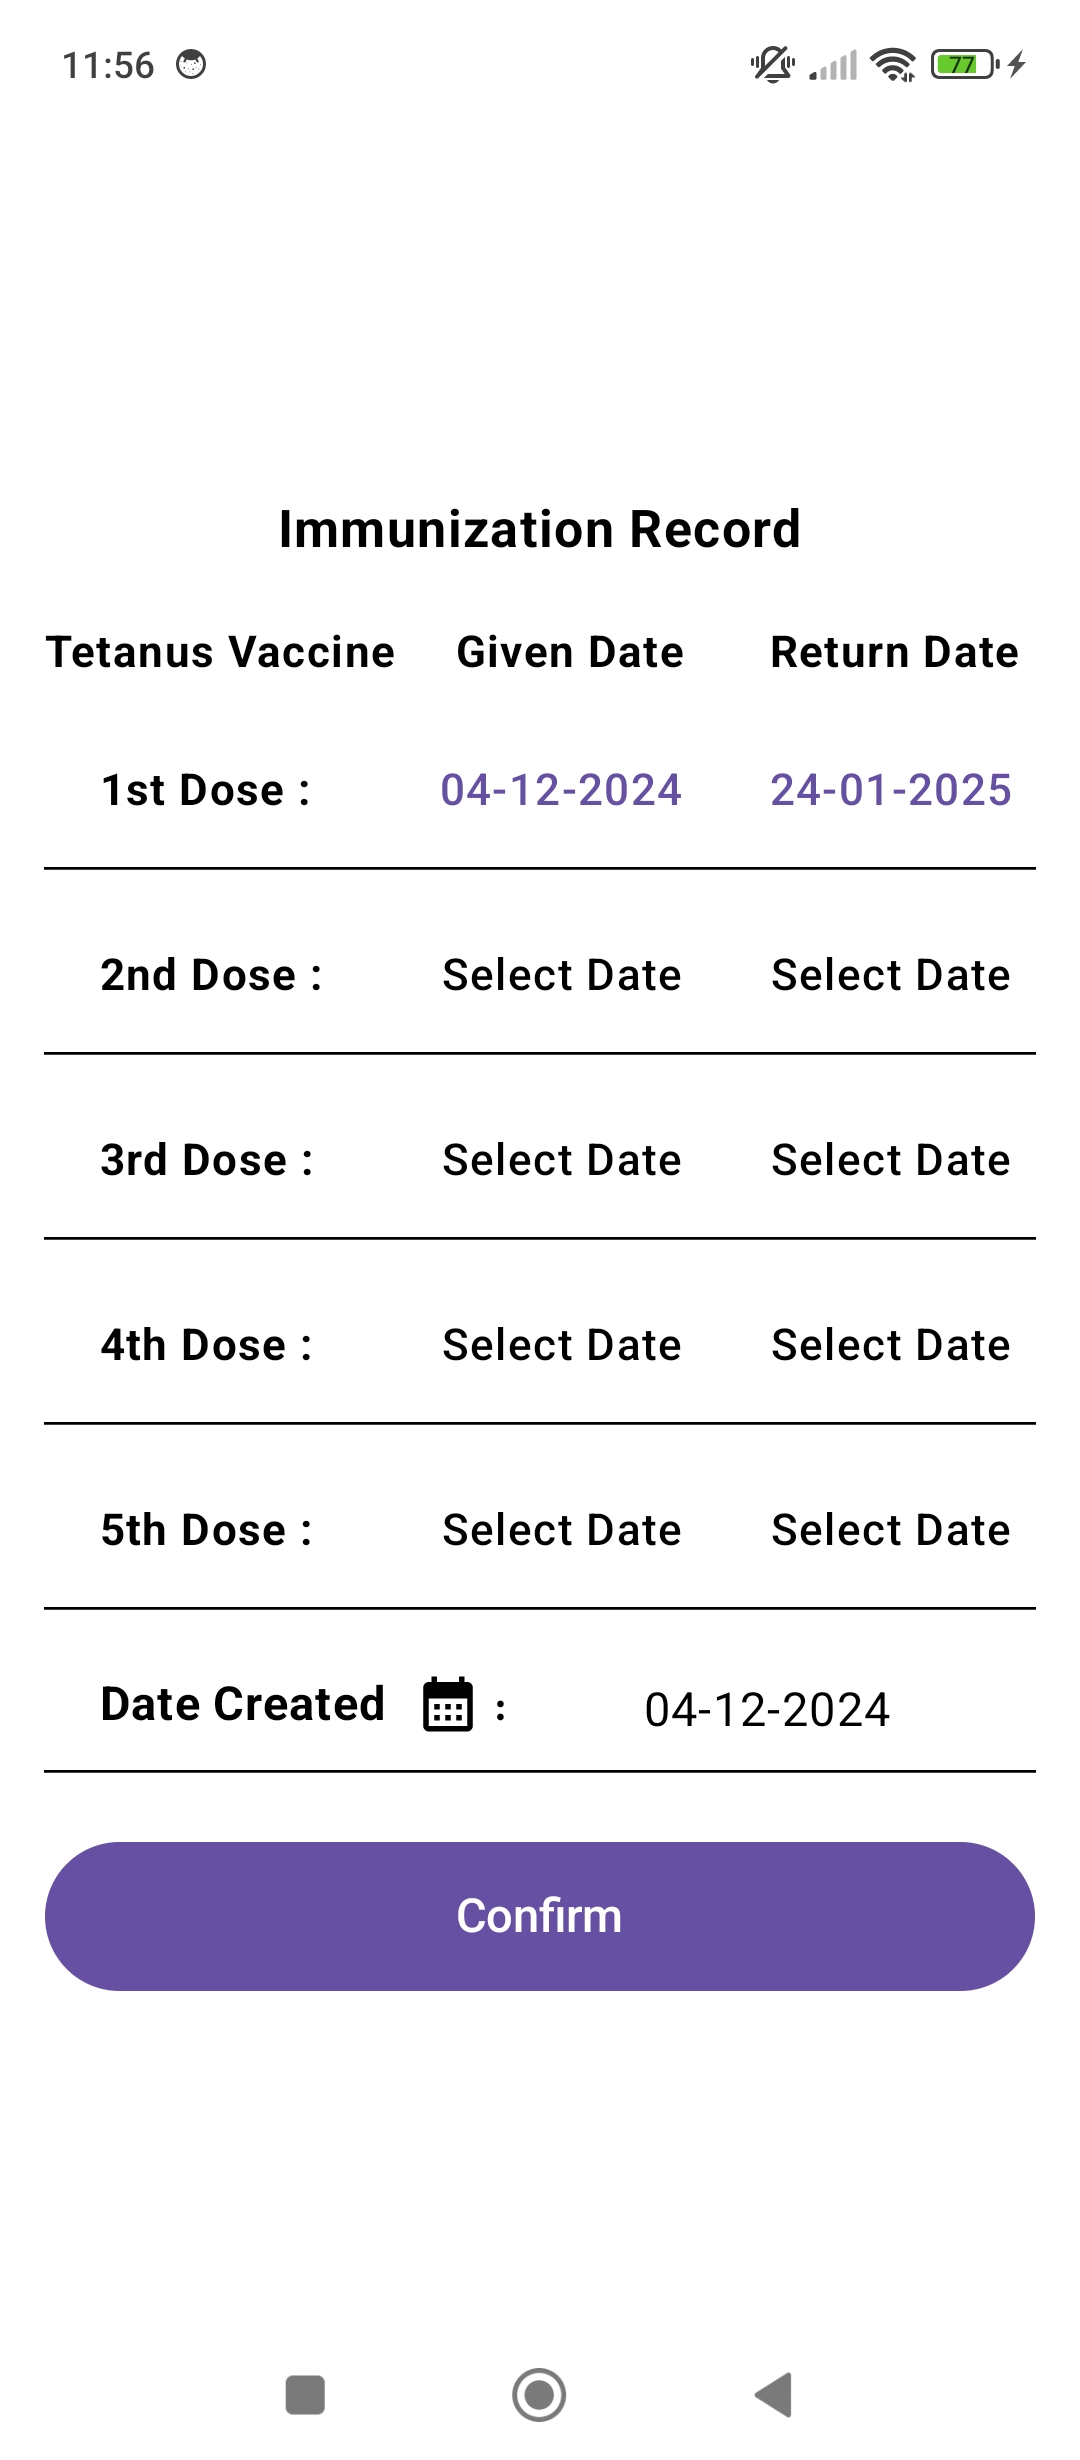 11:56
77
Immunization Record
Tetanus Vaccine Given Date Return Date
1st Dose : 04-12-2024 24-01-2025
2nd Dose : Select Date Select Date
3rd Dose : Select Date Select Date
4th Dose : Select Date Select Date
5th Dose : Select Date Select Date
Date Created : 04-12-2024
Confirm